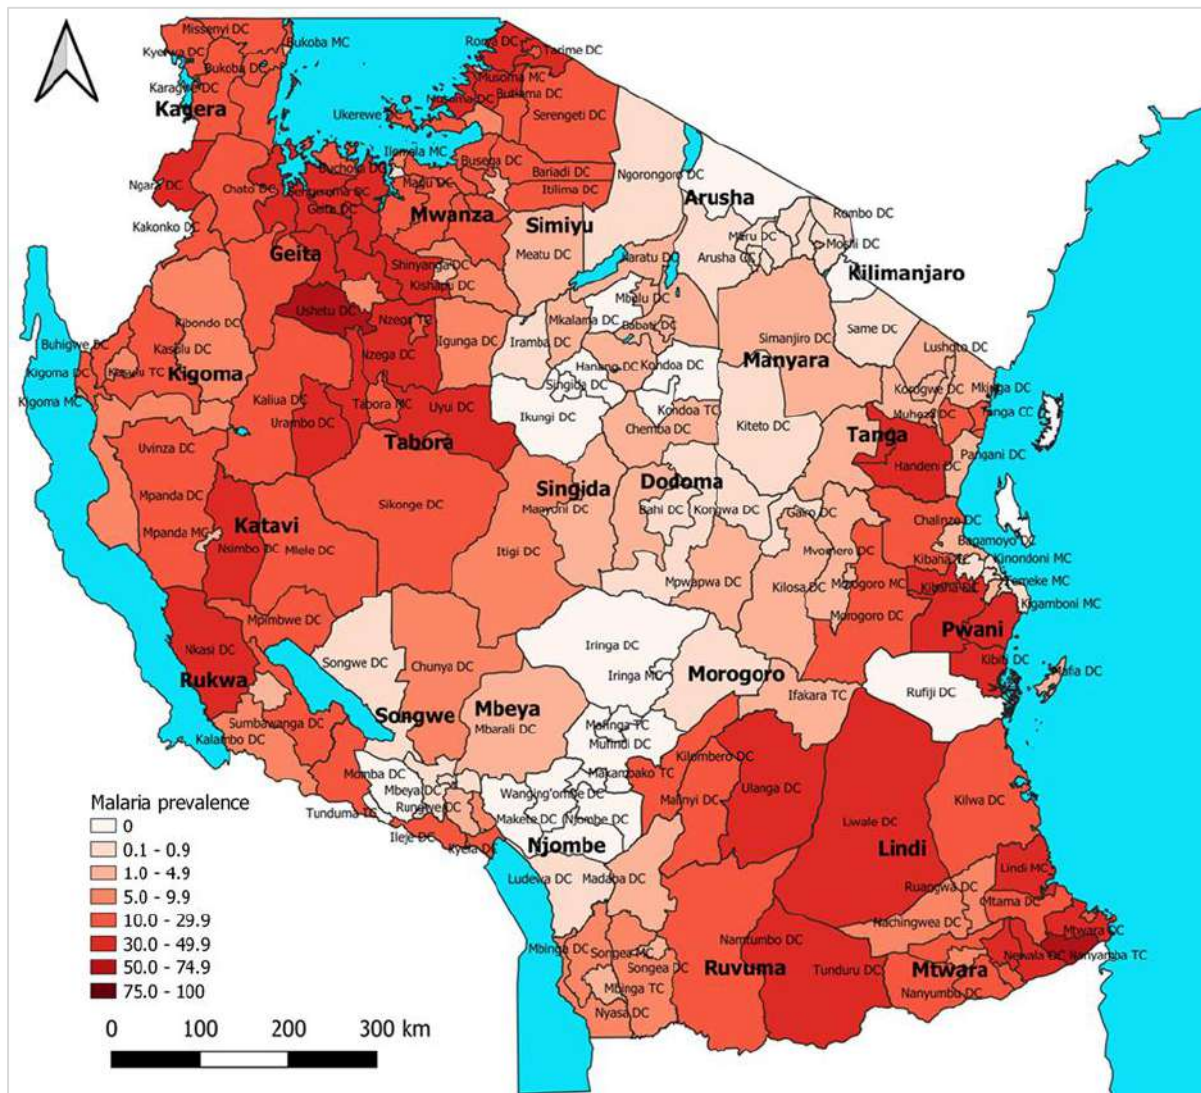 Missenyi DC
Bukoba MC
Kyerwa DC
Bukoba DC
Karagwe DC
Kagera
Rorya DC
Tarime DC
Musoma MC
Musoma DC
Butiama DC
Ukerewe
Serengeti DC
Ilemela MC
Busega DC
Ngorongoro DC
Ngara DC
Chato DC
Buchosa DC
Sengerema DC
Magu DC
Bariadi DC
Itilima DC
Arusha
Kakonko DC
Geita DC
Mwanza
Simiyu
Rombo DC
Meru DC
Moshi DC
Geita
Meatu DC
Karatu DC
Arusha CC
Kilimanjaro
Shinyanga DC
Kishapu DC
Ushetu DC
Nzega TC
Mkalama DC
Mbulu DC
Babati DC
Same DC
Kibondo DC
Buhigwe DC
Kasulu DC
Igunga DC
Iramba DC
Simanjiro DC
Lushoto DC
Kigoma DC
Kasulu TC
Kigoma
Nzega DC
Hanang DC
Kondoa DC
Manyara
Kigoma MC
Singida DC
Korogwe DC
Mkinga DC
Kaliua DC
Tabora MC
Uyui DC
Ikungi DC
Kondoa TC
Muheza DC
Tanga CC
Urambo DC
Chemba DC
Kiteto DC
Tanga
Uvinza DC
Tabora
Handeni DC
Pangani DC
Mpanda DC
Sikonge DC
Singida
Dodoma
Manyoni DC
Bahi DC
Kongwa DC
Gairo DC
Chalinze DC
Mpanda MC
Katavi
Nsimbo DC
Mlele DC
Itigi DC
Mvomero DC
Bagamoyo DC
Kibaha TC
Kinondoni MC
Mpwapwa DC
Kilosa DC
Morogoro MC
Kibaha DC
Temeke MC
Kigamboni MC
Mpimbwe DC
Morogoro DC
Pwani
Nkasi DC
Songwe DC
Chunya DC
Iringa DC
Kibiti DC
Mafia DC
Rukwa
Iringa MC
Morogoro
Ifakara TC
Rufiji DC
Sumbawanga DC
Songwe
Mbeya
Kalambo DC
Mbarali DC
Mafinga TC
Mufindi DC
Kilombero DC
Momba DC
Makambako TC
Mbeya DC
Wanging'ombe DC
Malinyi DC
Ulanga DC
Tunduma TC
Rungwe DC
Makete DC
Njombe DC
Liwale DC
Kilwa DC
Ileje DC
Kyela DC
Njombe
Lindi
Ludewa DC
Madaba DC
Ruangwa DC
Lindi MC
Mtama DC
Nachingwea DC
Mtwara DC
Mbinga DC
Songea MC
Namtumbo DC
Newala DC
Nanyamba TC
Songea DC
Ruvuma
Tunduru DC
Mtwara
Mbinga TC
Nanyumbu DC
Nyasa DC
Malaria prevalence
0
0.1 - 0.9
1.0 - 4.9
5.0 - 9.9
10.0 - 29.9
30.0 - 49.9
50.0 - 74.9
75.0 - 100
0 100 200 300 km